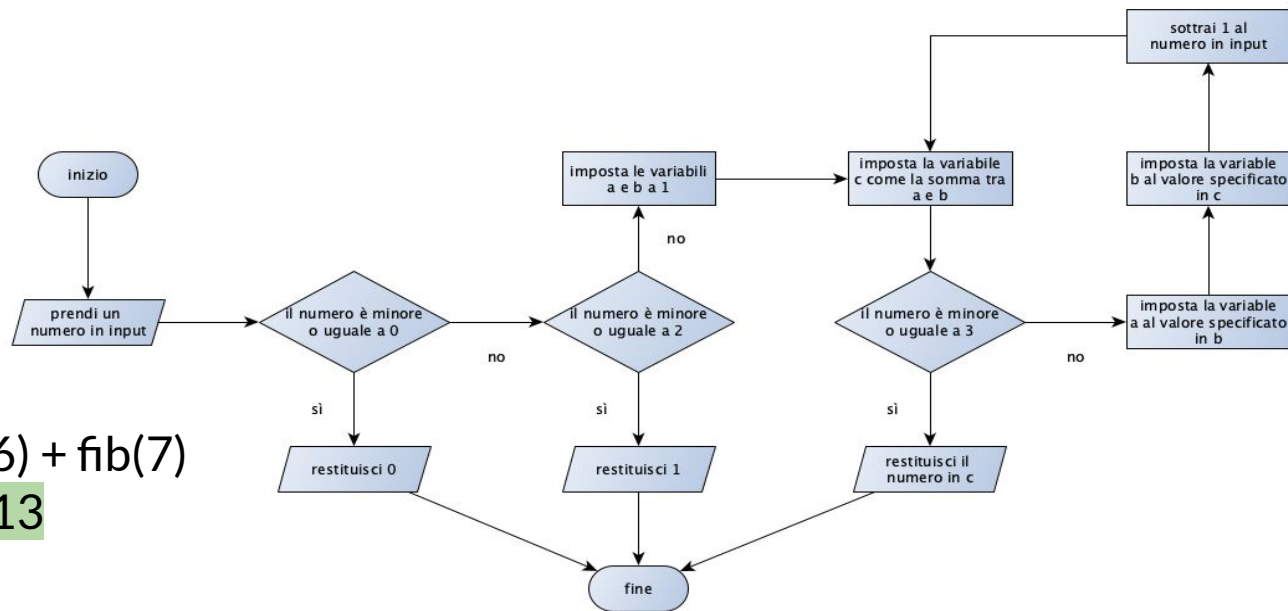 sottrai 1 al
numero in input
inizio
imposta le variabili
a e b a 1
imposta la variabile
c come la somma tra
a e b
imposta la variable
b al valore specificato
in c
no
prendi un
numero in input
il numero è minore
o uguale a 0
no
il numero è minore
o uguale a 2
Il numero è minore
o uguale a 3
no
imposta la variable
a al valore specificato
in b
sì
sì
sì
6) + fib(7)
13
restituisci 0
restituisci 1
restituisci il
numero in c
fine